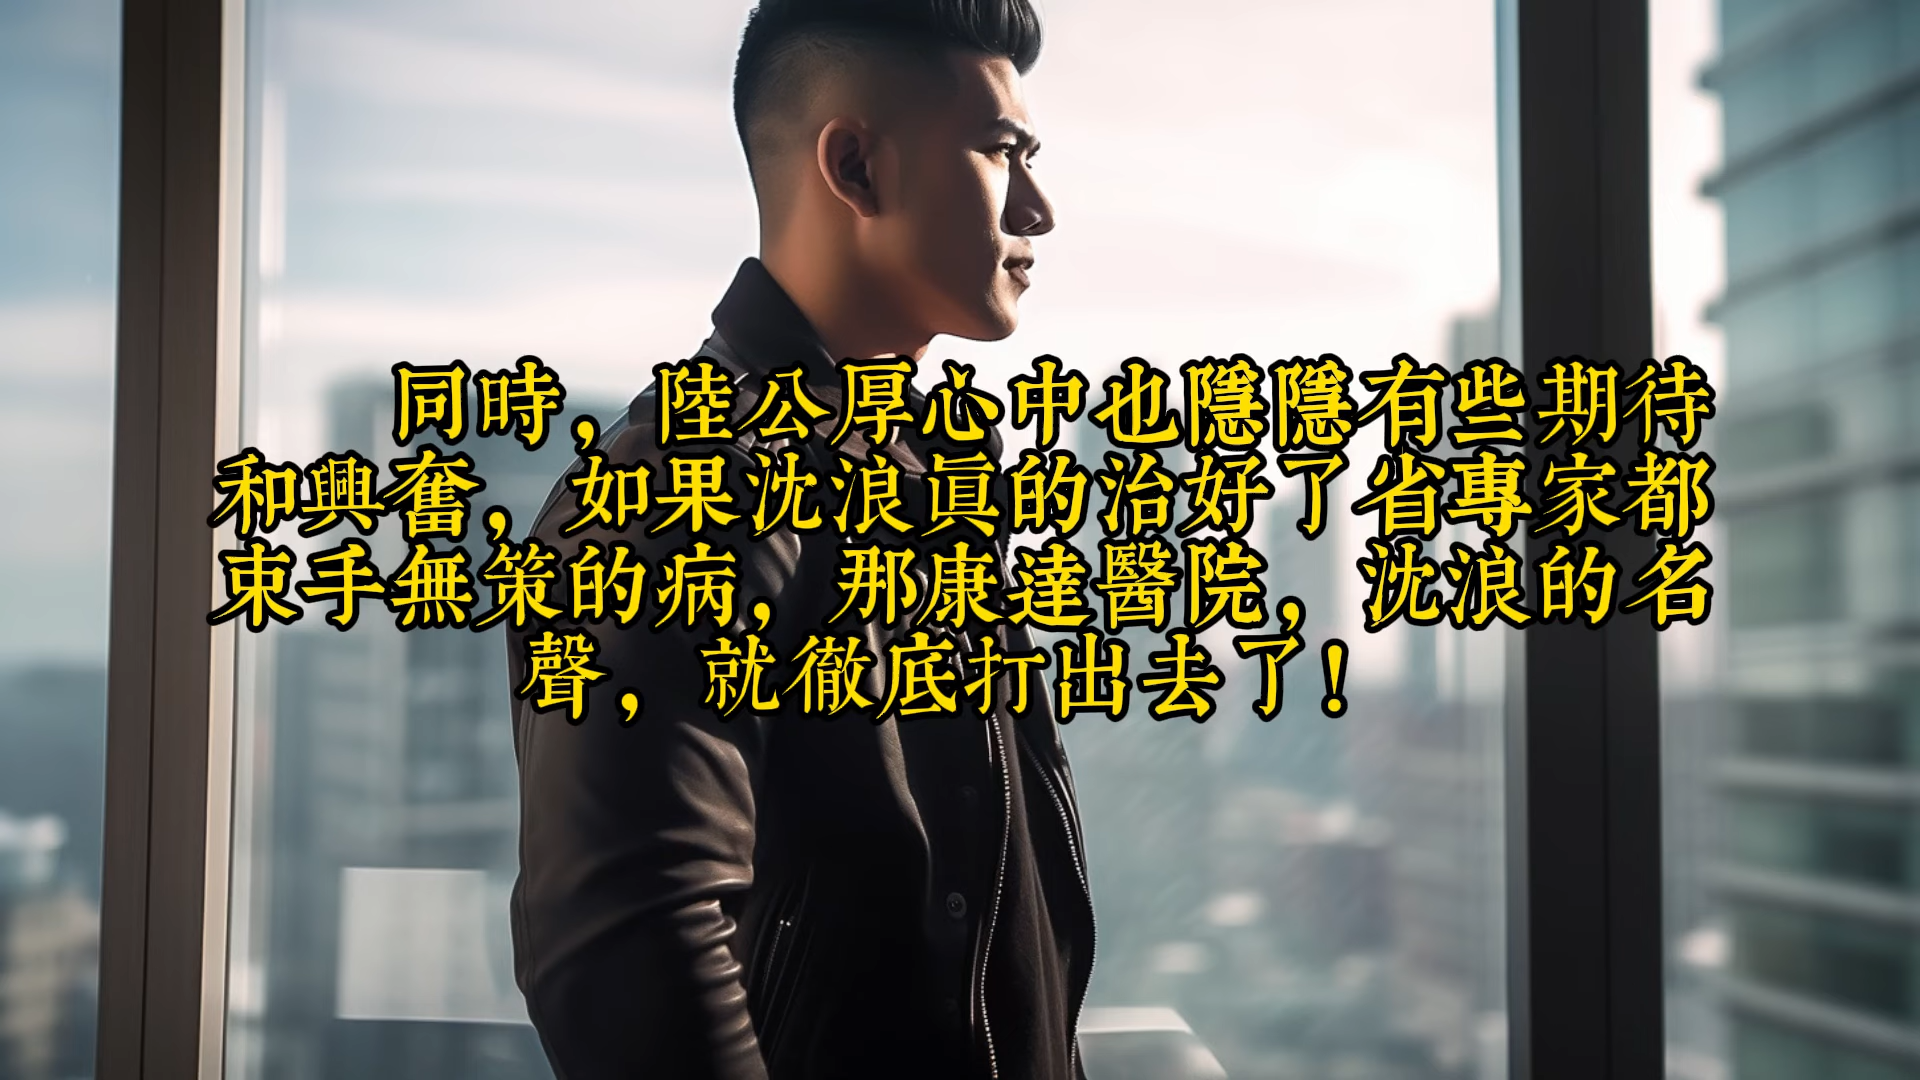 同時，陸公厚心中也隱隱有些期待
和興奮，如果沈浪眞的治好了省專家都
束手無策的病，那康達醫院，沈浪的名
聲，就徹底打出去了！